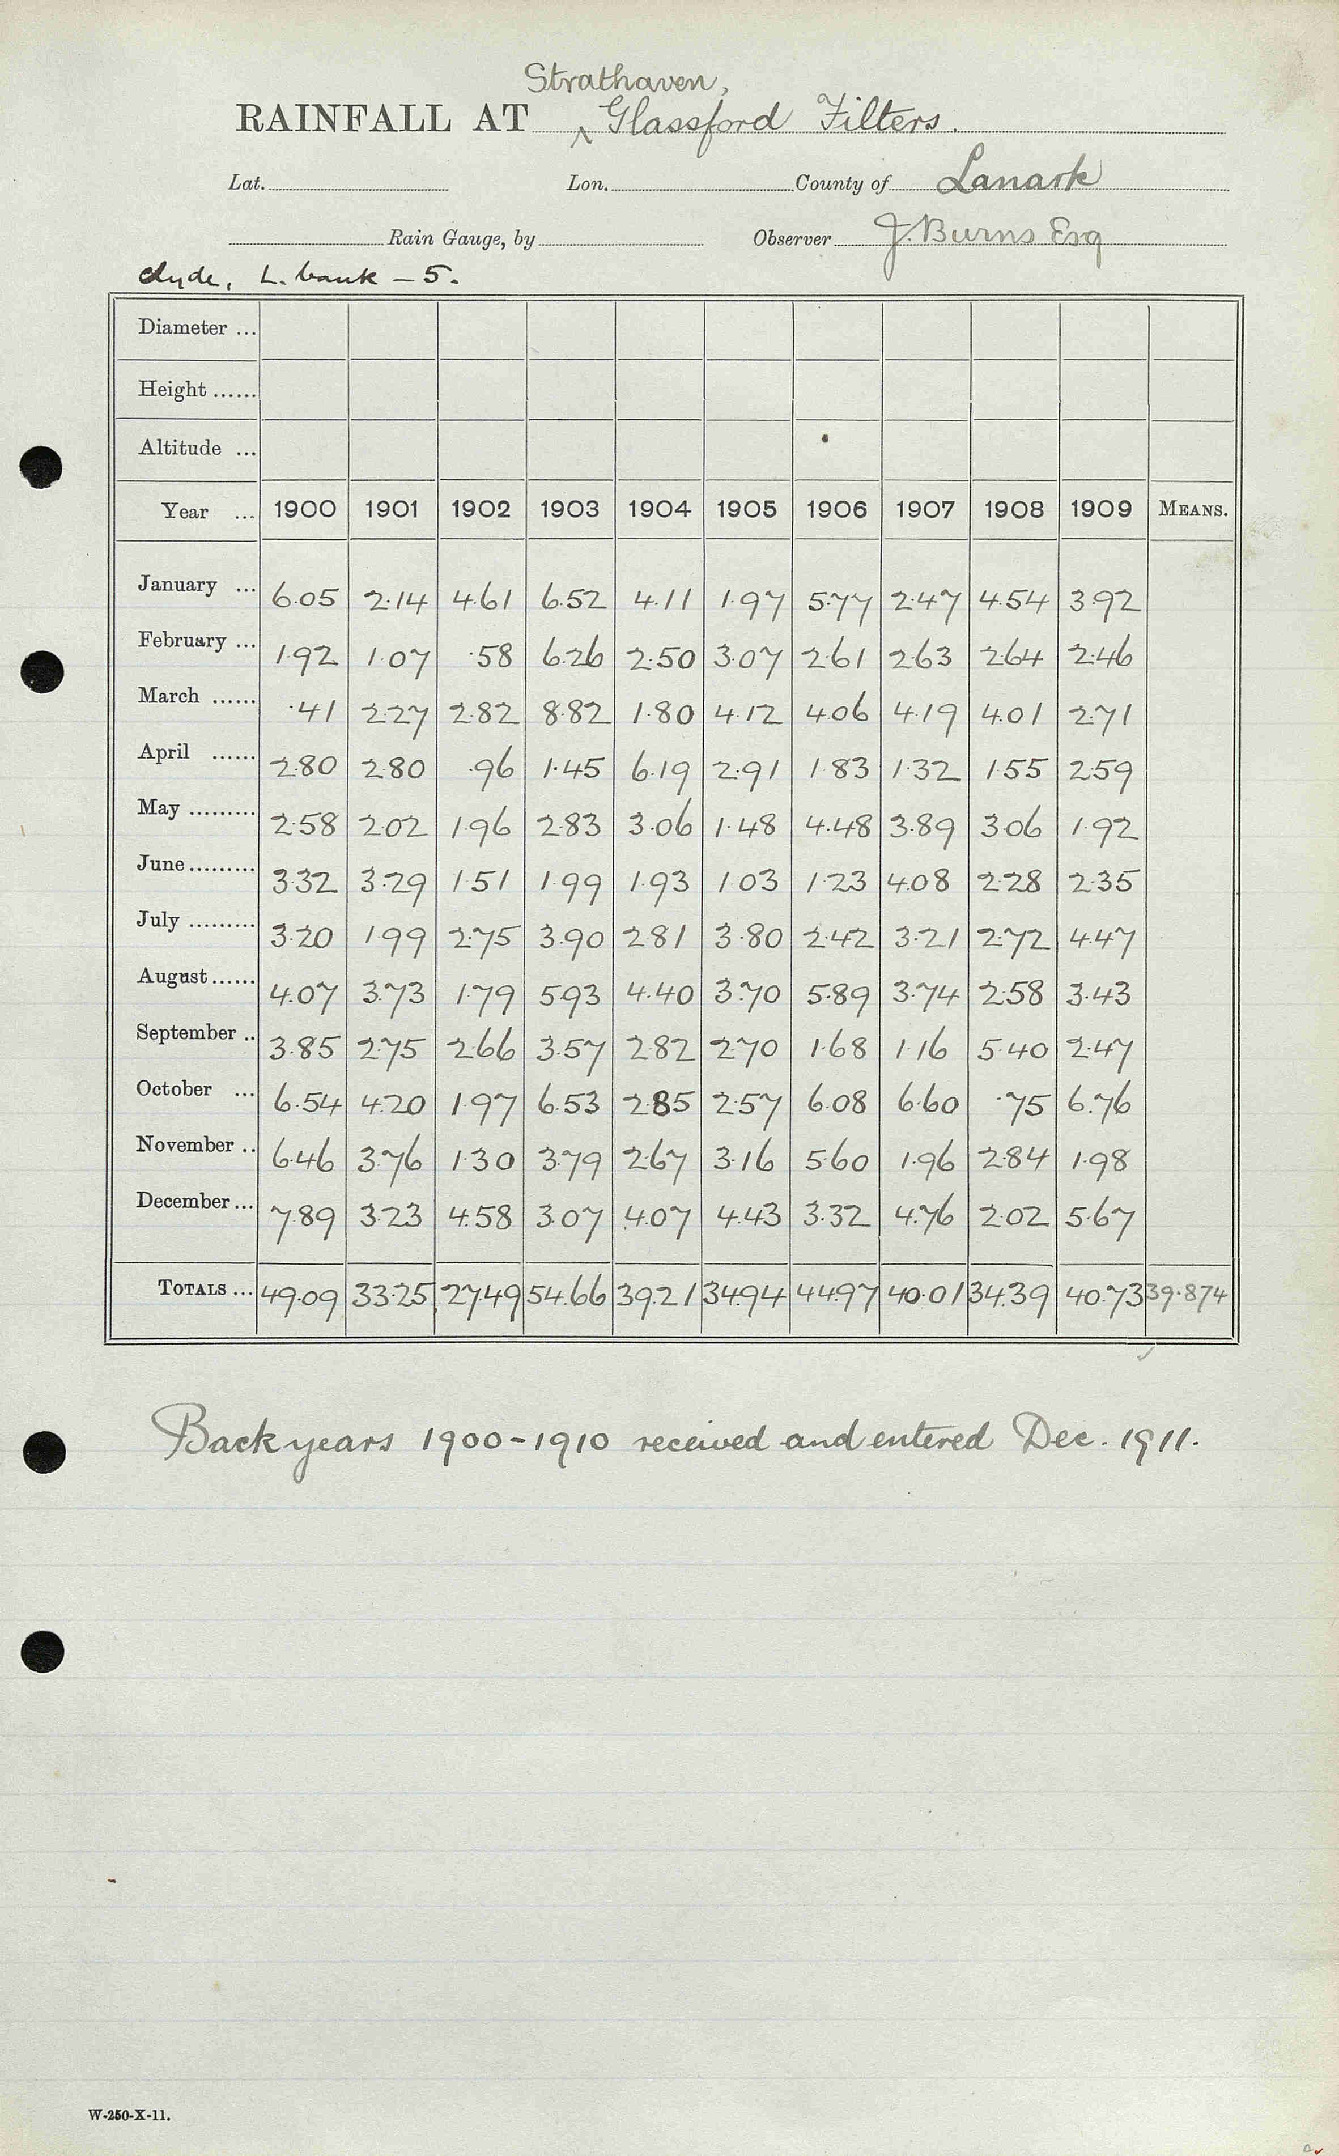 Strathaven,
RAINFALL AT ^ Glassford Filters.
Lat. Lon. County of Lanark
Rain Gauge, by Observer J. Burns Esq
Clyde, L. bank – 5.
Diameter ...
Height ......
Altitude ...
Year ... 1900 1901 1902 1903 1904 1905 1906 1907 1908 1909 MEANS.
January ... 6.05 2.14 4.61 6.52 4.11 1.97 5.77 2.47 4.54 3.92
February ... 1.92 1.07 .58 6.26 2.50 3.07 2.61 2.63 2.64 2.46
March ...... .41 2.27 2.82 8.82 1.80 4.12 4.06 4.19 4.01 2.71
April ...... 2.80 2.80 .96 1.45 6.19 2.91 1.83 1.32 1.55 2.59
May ......... 2.58 2.02 1.96 2.83 3.06 1.48 4.48 3.89 3.06 1.92
June ......... 3.32 3.29 1.51 1.99 1.93 1.03 1.23 4.08 2.28 2.35
July ......... 3.20 1.99 2.75 3.90 2.81 3.80 2.42 3.21 2.72 4.47
August ...... 4.07 3.73 1.79 5.93 4.40 3.70 5.89 3.74 2.58 3.43
September .. 3.85 2.75 2.66 3.57 2.82 2.70 1.68 1.16 5.40 2.47
October ... 6.54 4.20 1.97 6.53 2.85 2.57 6.08 6.60 .75 6.76
November .. 6.46 3.76 1.30 3.79 2.67 3.16 5.60 1.96 2.84 1.98
December ... 7.89 3.23 4.58 3.07 4.07 4.43 3.32 4.76 2.02 5.67
TOTALS ... 49.09 33.25 27.49 54.66 39.21 34.94 44.97 40.01 34.39 40.73 39.874
Back years 1900-1910 received and entered Dec. 1911.
W-250-X-11.